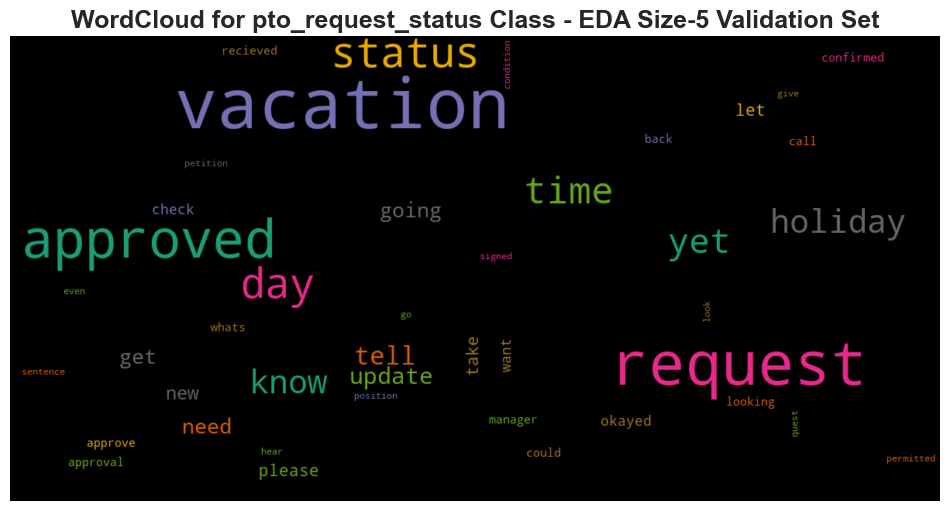 WordCloud for pto_request_status Class - EDA Size-5 Validation Set
recieved
status
condition
confirmed
vacation
give
let
back
call
petition
time
check
going
holiday
approved
yet
signed
day
even
go
look
whats
get
tell
take
want
request
sentence
know
update
new
position
looking
need
manager
okayed
quest
approve
hear
could
approval
please
permitted